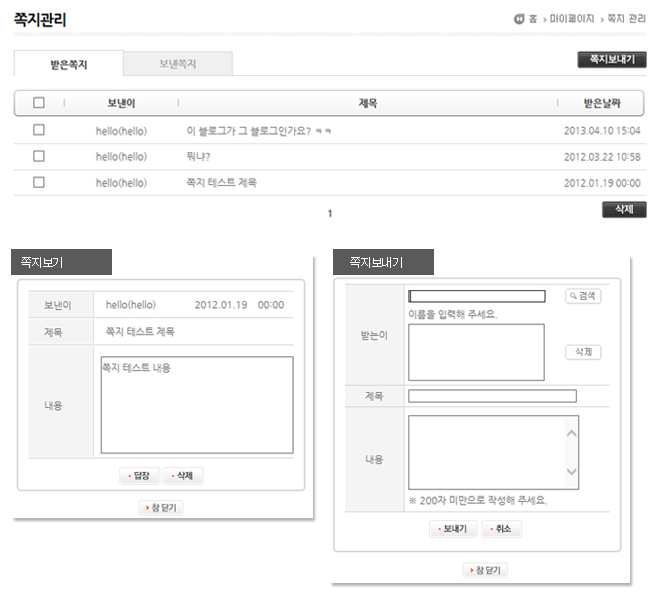 쪽지관리
홈 > 마이페이지 > 쪽지 관리
받은쪽지 보낸쪽지 쪽지보내기
보낸이 제목 받은날짜
hello(hello) 이 블로그가 그 블로그인가요? ㅋㅋ 2013.04.10 15:04
hello(hello) 뭐냐? 2012.03.22 10:58
hello(hello) 쪽지 테스트 제목 2012.01.19 00:00
1
삭제
쪽지보기
보낸이 hello(hello) 2012.01.19 00:00
제목 쪽지 테스트 제목
내용 쪽지 테스트 내용
답장 삭제
창닫기
쪽지보내기
받는이 검색
이름을 입력해 주세요.
삭제
제목
내용
※ 200자 미만으로 작성해 주세요.
보내기 취소
창닫기